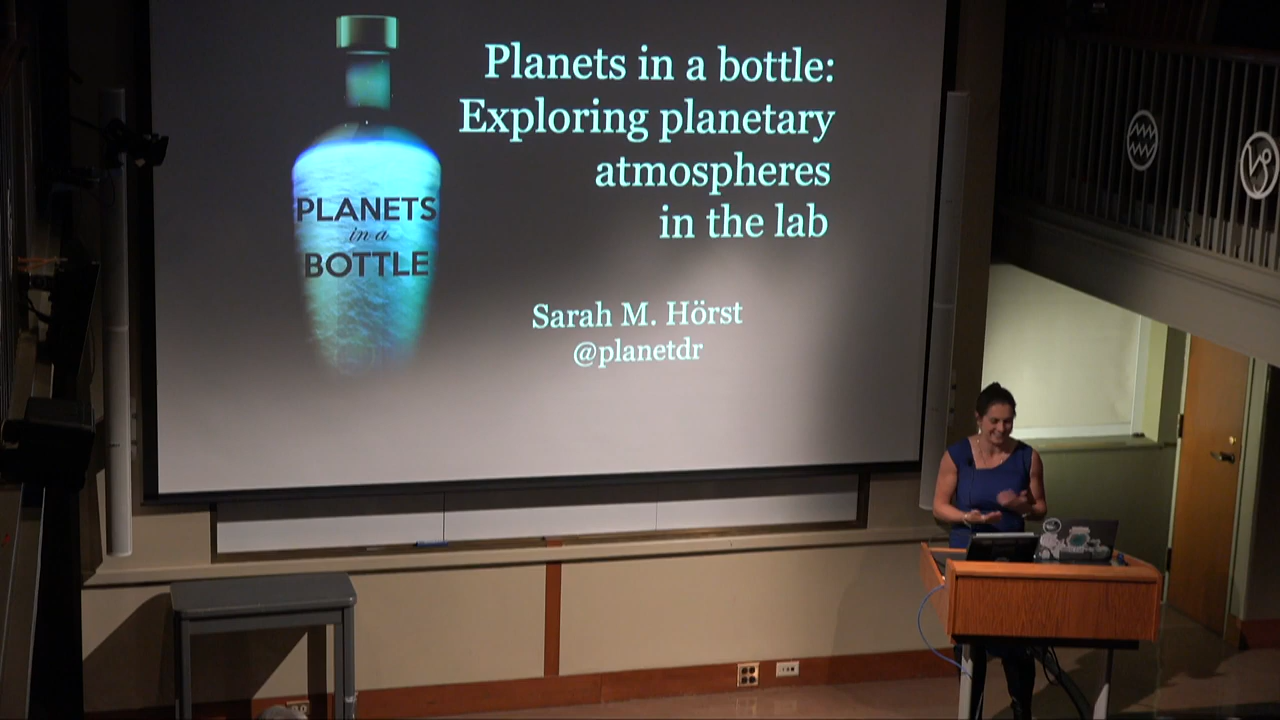 PLANETS
in a
BOTTLE
Planets in a bottle:
Exploring planetary
atmospheres
in the lab
Sarah M. Hörst
@planetdr